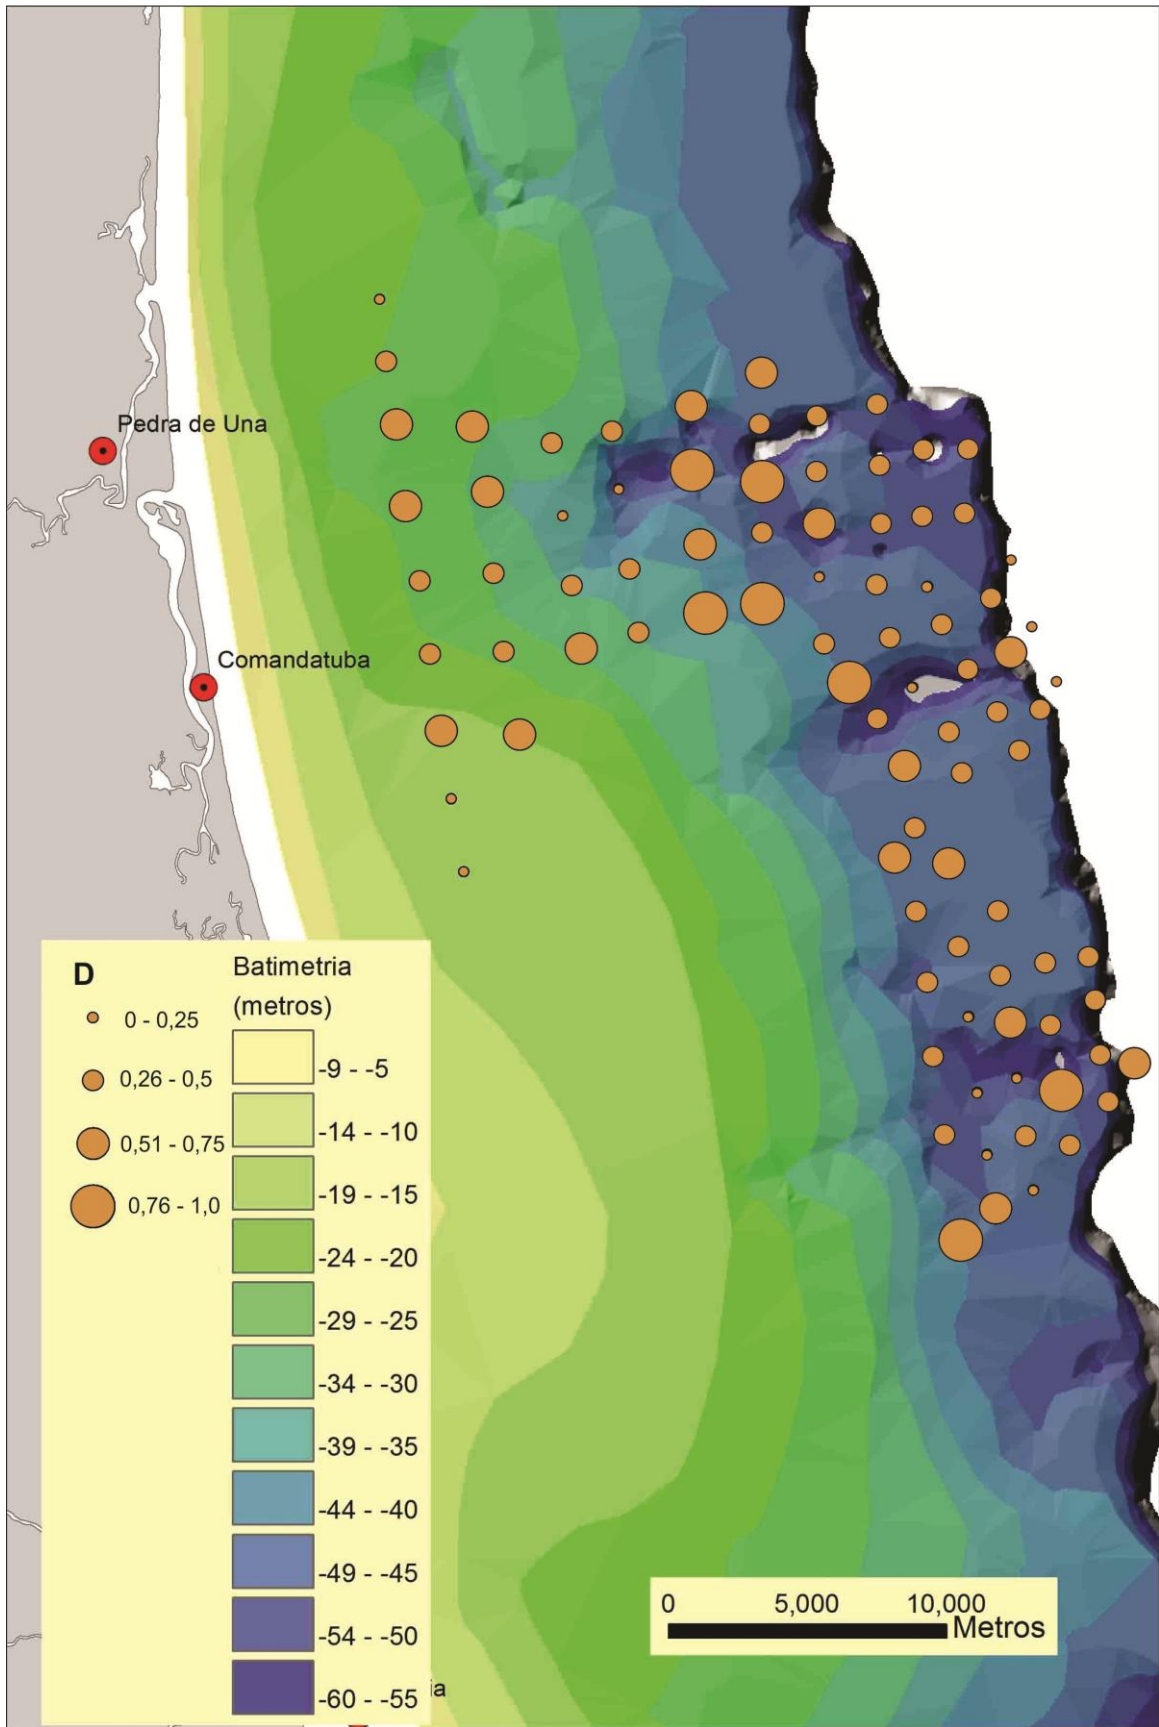 Pedra de Una
Comandatuba
D
0 - 0,25
0,26 - 0,5
0,51 - 0,75
0,76 - 1,0
Batimetria
(metros)
-9 - -5
-14 - -10
-19 - -15
-24 - -20
-29 - -25
-34 - -30
-39 - -35
-44 - -40
-49 - -45
-54 - -50
-60 - -55
ia
0 5,000 10,000
Metros